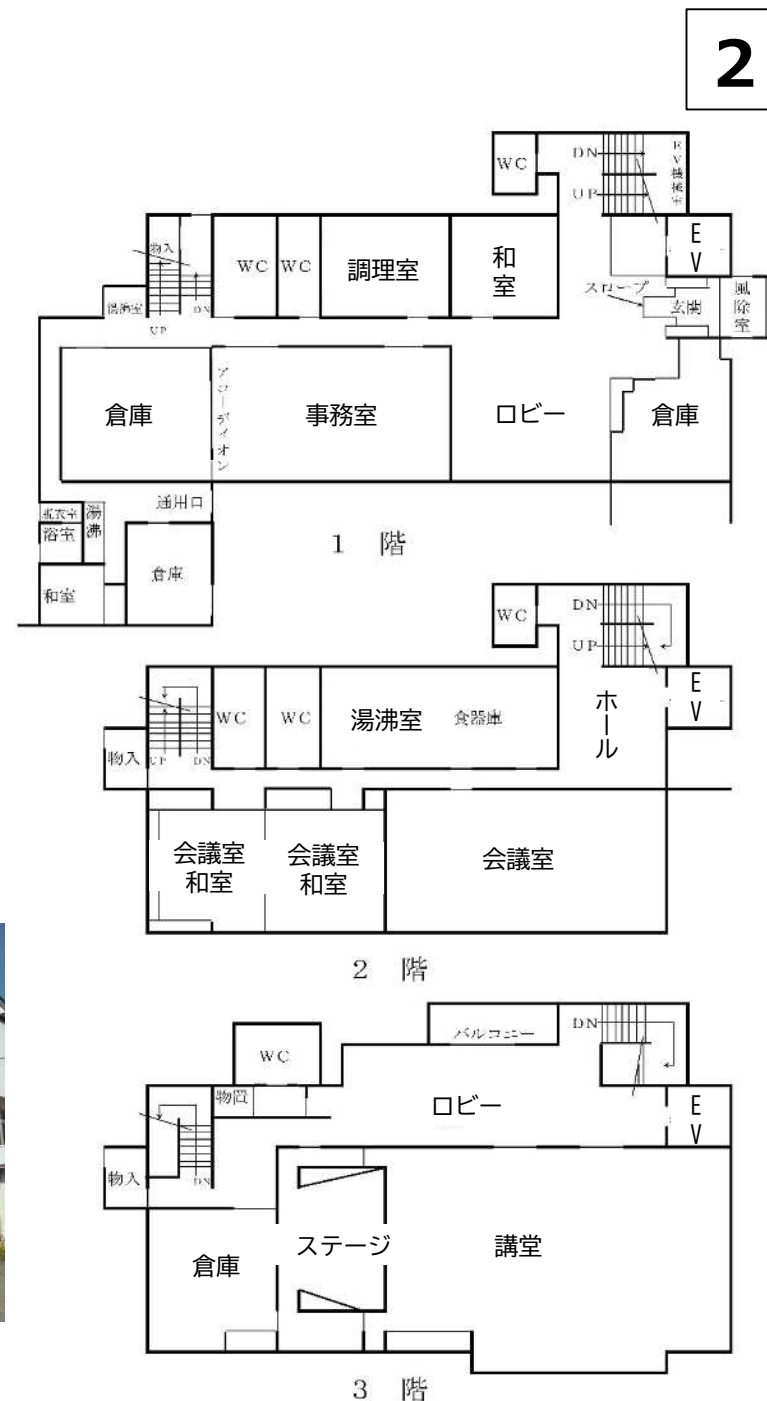 2
WC
DN
UP
EV機械室
EV
物入
WC
WC
調理室
和室
スロープ
玄関
風除室
湯沸室
UP
DN
倉庫
アコーディオン
事務室
ロビー
倉庫
脱衣室
湯沸
浴室
通用口
倉庫
和室
1 階
WC
DN
UP
EV
WC
WC
湯沸室
食器庫
ホール
物入
UP
DN
会議室
和室
会議室
和室
会議室
2 階
バルコニー
DN
WC
物置
ロビー
EV
物入
DN
倉庫
ステージ
講堂
3 階